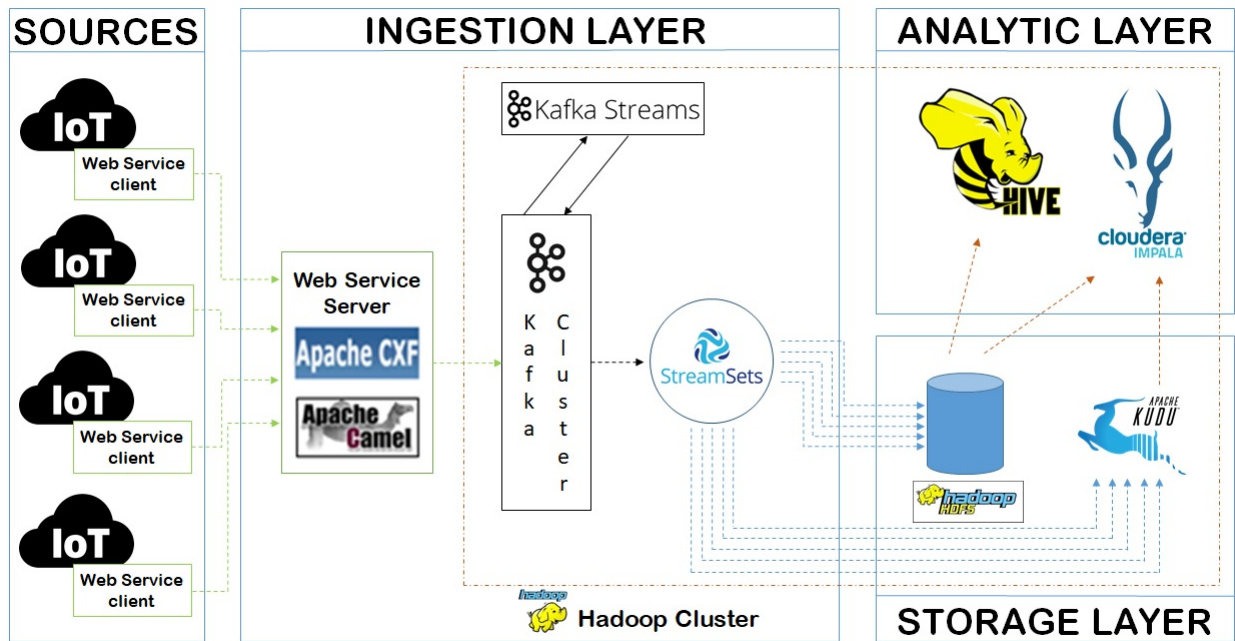 SOURCES
IoT
Web Service
client
IoT
Web Service
client
IoT
Web Service
client
IoT
Web Service
client
INGESTION LAYER
Kafka Streams
Web Service
Server
Apache CXF
Apache
Camel
Kafka
Cluster
StreamSets
hadoop
Hadoop Cluster
ANALYTIC LAYER
HIVE
cloudera
IMPALA
APACHE
KUDU
hadoop
HDFS
STORAGE LAYER